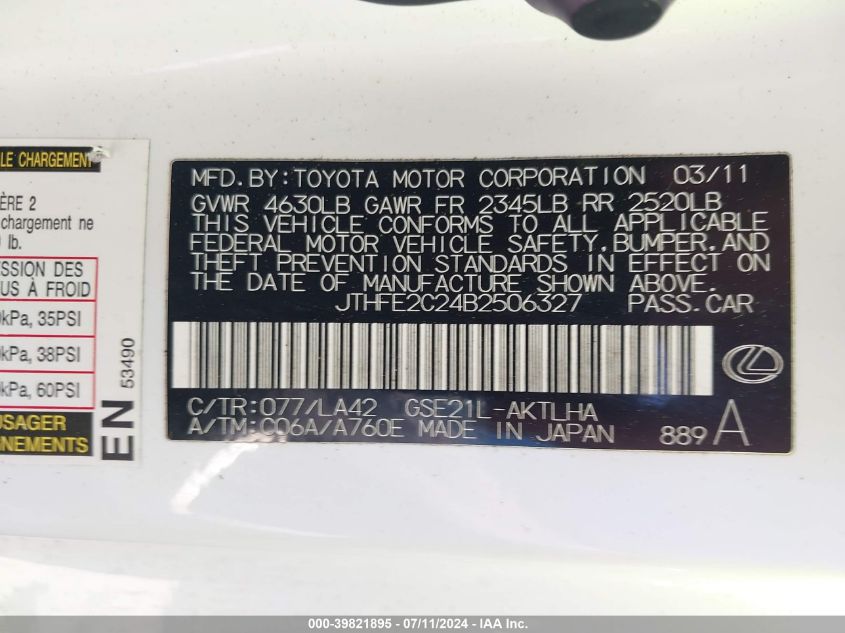 LE CHARGEMENT
ÈRE 2
chargement ne
lb.
ESSION DES
US À FROID
kPa, 35PSI
kPa, 38PSI
kPa, 60PSI
USAGER
GNEMENTS
EN
53490
MFD.BY:TOYOTA MOTOR CORPORATION 03/11
GVWR 4630LB GAWR FR 2345LB RR 2520LB
THIS VEHICLE CONFORMS TO ALL APPLICABLE
FEDERAL MOTOR VEHICLE SAFETY,BUMPER,AND
THEFT PREVENTION STANDARDS IN EFFECT ON
THE DATE OF MANUFACTURE SHOWN ABOVE.
JTHFE2C24B2506327 PASS.CAR
C/TR:077/LA42 GSE21L-AKTLHA
A/TM:C06A/A760E MADE IN JAPAN 889 A
000-39821895 - 07/11/2024 - IAA Inc.